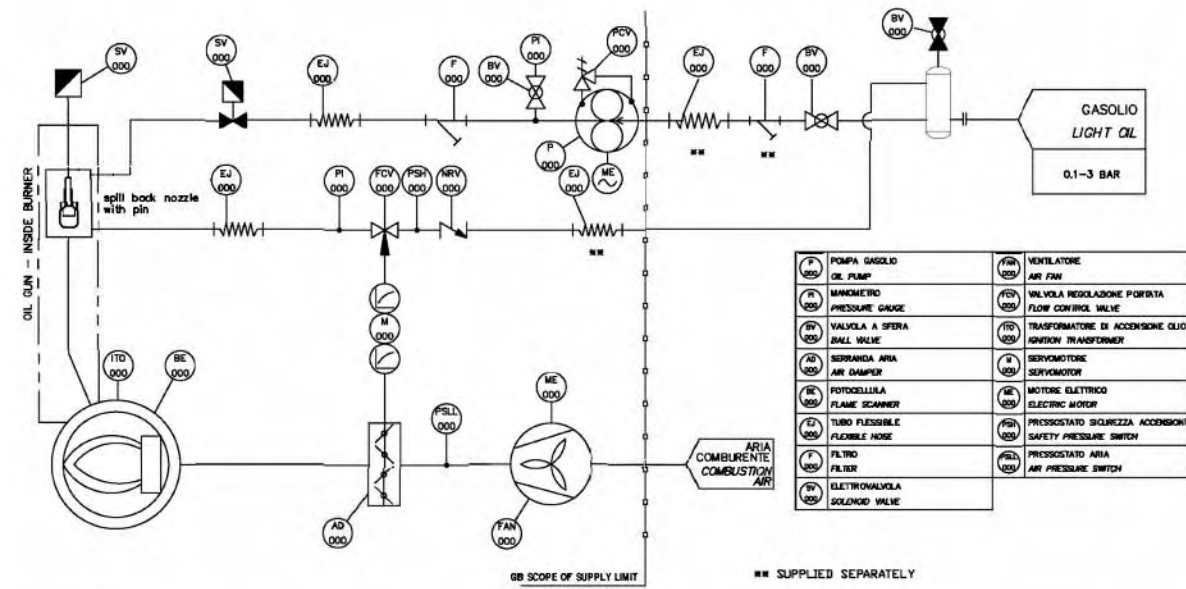 SV
000
SV
000
EJ
000
F
000
BV
000
PI
000
PCV
000
EJ
000
F
000
BV
000
BV
000
GASOLIO
LIGHT OIL
0.1-3 BAR
P
000
ME
**
**
OIL GUN - INSIDE BURNER
spill back nozzle
with pin
EJ
000
PI
000
FCV
000
PSH
000
NRV
000
EJ
000
**
M
000
ITO
000
BE
000
PSLL
000
ME
000
AD
000
FAN
000
ARIA
COMBURENTE
COMBUSTION
AIR
GB SCOPE OF SUPPLY LIMIT
** SUPPLIED SEPARATELY
P
000
POMPA GASOLIO
OIL PUMP
FAN
000
VENTILATORE
AIR FAN
PI
000
MANOMETRO
PRESSURE GAUGE
FCV
000
VALVOLA REGOLAZIONE PORTATA
FLOW CONTROL VALVE
BV
000
VALVOLA A SFERA
BALL VALVE
ITO
000
TRASFORMATORE DI ACCENSIONE OLIO
IGNITION TRANSFORMER
AD
000
SERRANDA ARIA
AIR DAMPER
M
000
SERVOMOTORE
SERVOMOTOR
BE
000
FOTOCELLULA
FLAME SCANNER
ME
000
MOTORE ELETTRICO
ELECTRIC MOTOR
EJ
000
TUBO FLESSIBILE
FLEXIBLE HOSE
PSH
000
PRESSOSTATO SICUREZZA ACCENSIONE
SAFETY PRESSURE SWITCH
F
000
FILTRO
FILTER
PSLL
000
PRESSOSTATO ARIA
AIR PRESSURE SWITCH
SV
000
ELETTROVALVOLA
SOLENOID VALVE